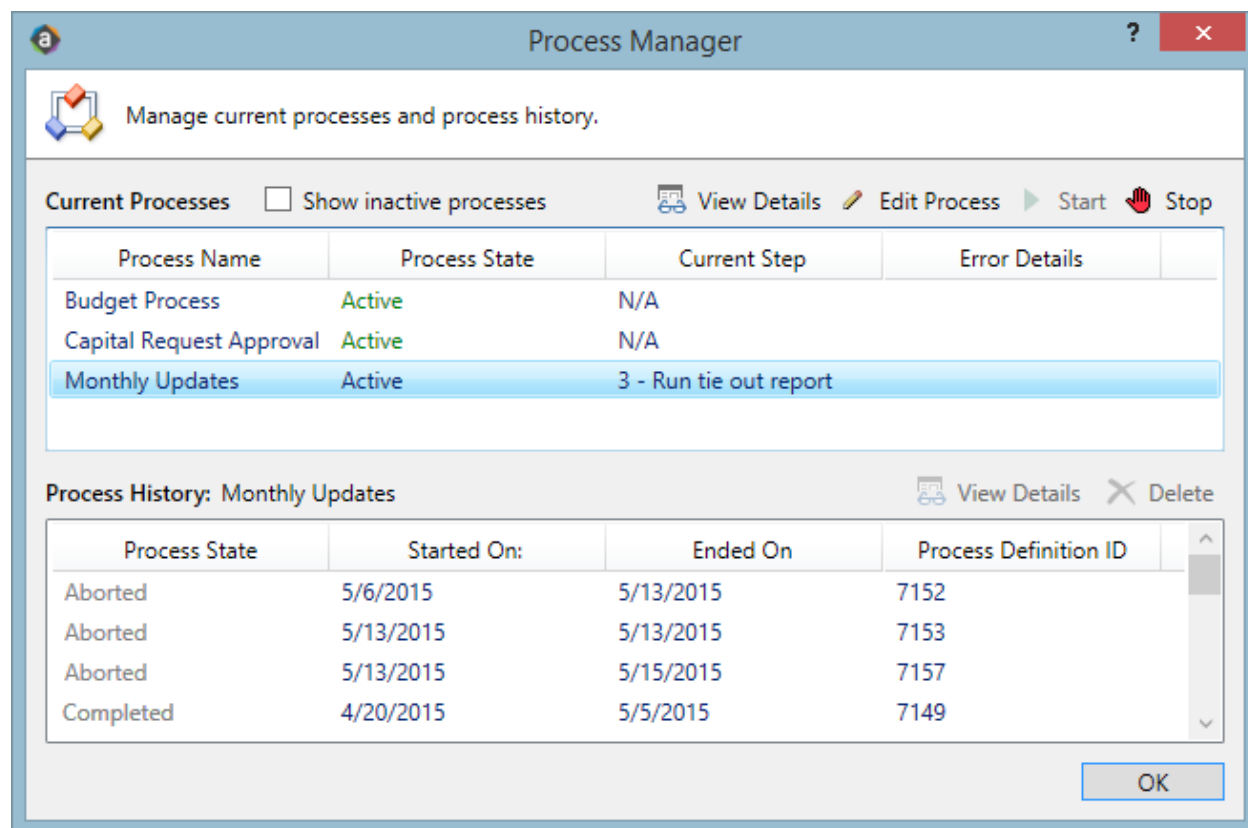 Process Manager ? ×
Manage current processes and process history.
Current Processes Show inactive processes View Details Edit Process Start Stop
Process Name Process State Current Step Error Details
Budget Process Active N/A
Capital Request Approval Active N/A
Monthly Updates Active 3 - Run tie out report
Process History: Monthly Updates View Details Delete
Process State Started On: Ended On Process Definition ID
Aborted 5/6/2015 5/13/2015 7152
Aborted 5/13/2015 5/13/2015 7153
Aborted 5/13/2015 5/15/2015 7157
Completed 4/20/2015 5/5/2015 7149
OK